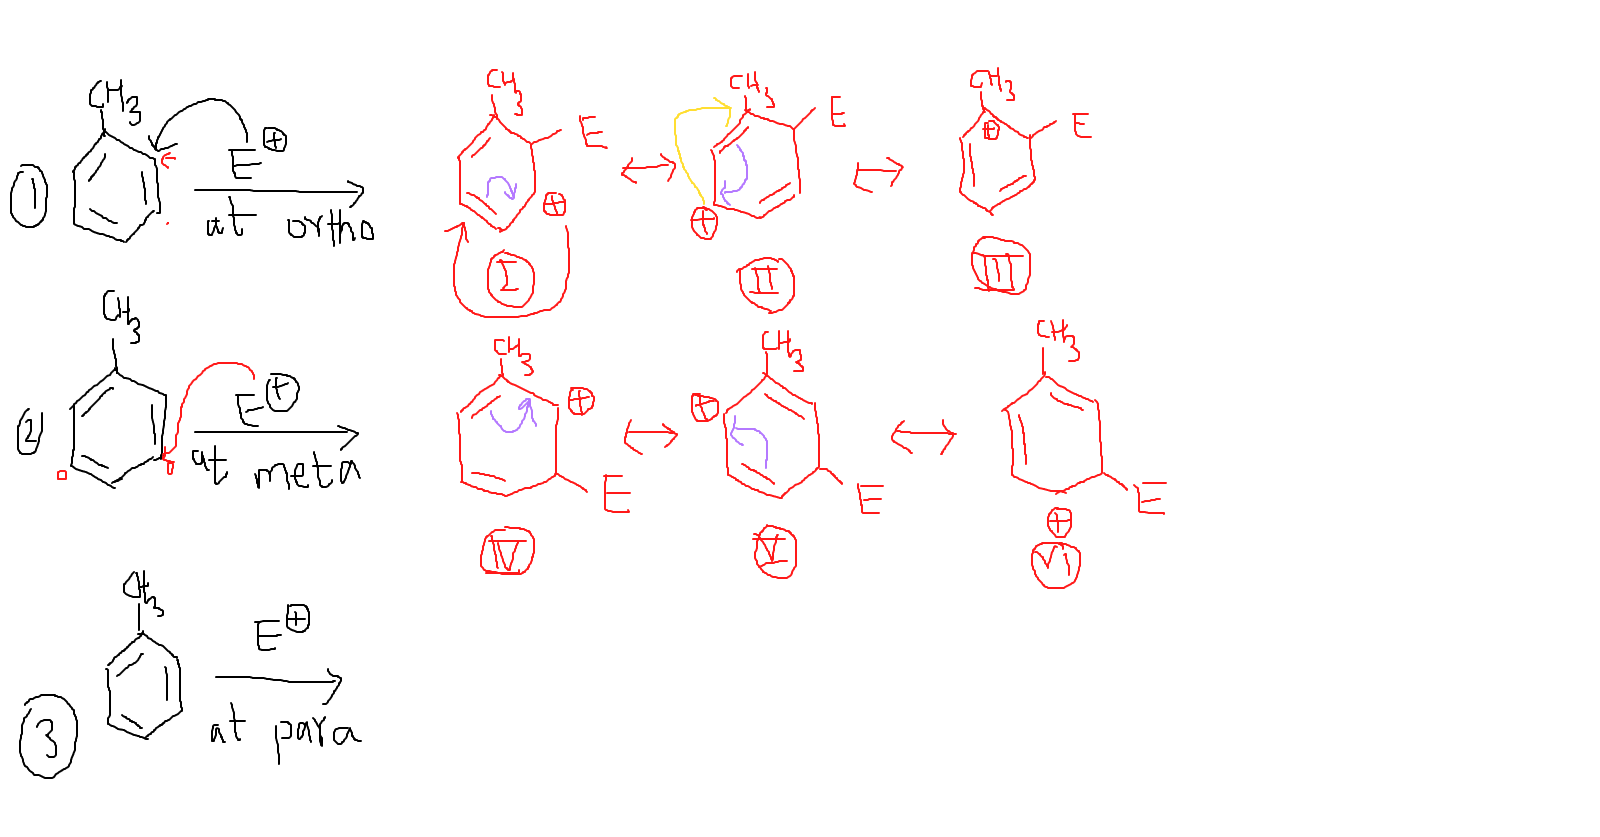 CH3 CH3 CH3 CH3
① E⊕ E ⊕ ↔ E ⊕ ↔ E ⊕
at ortho
I II III
CH3 CH3 CH3 CH3
② E⊕ ⊕ E ↔ ⊕ E ↔ E ⊕
at meta
IV V VI
CH3
E⊕
③ at para